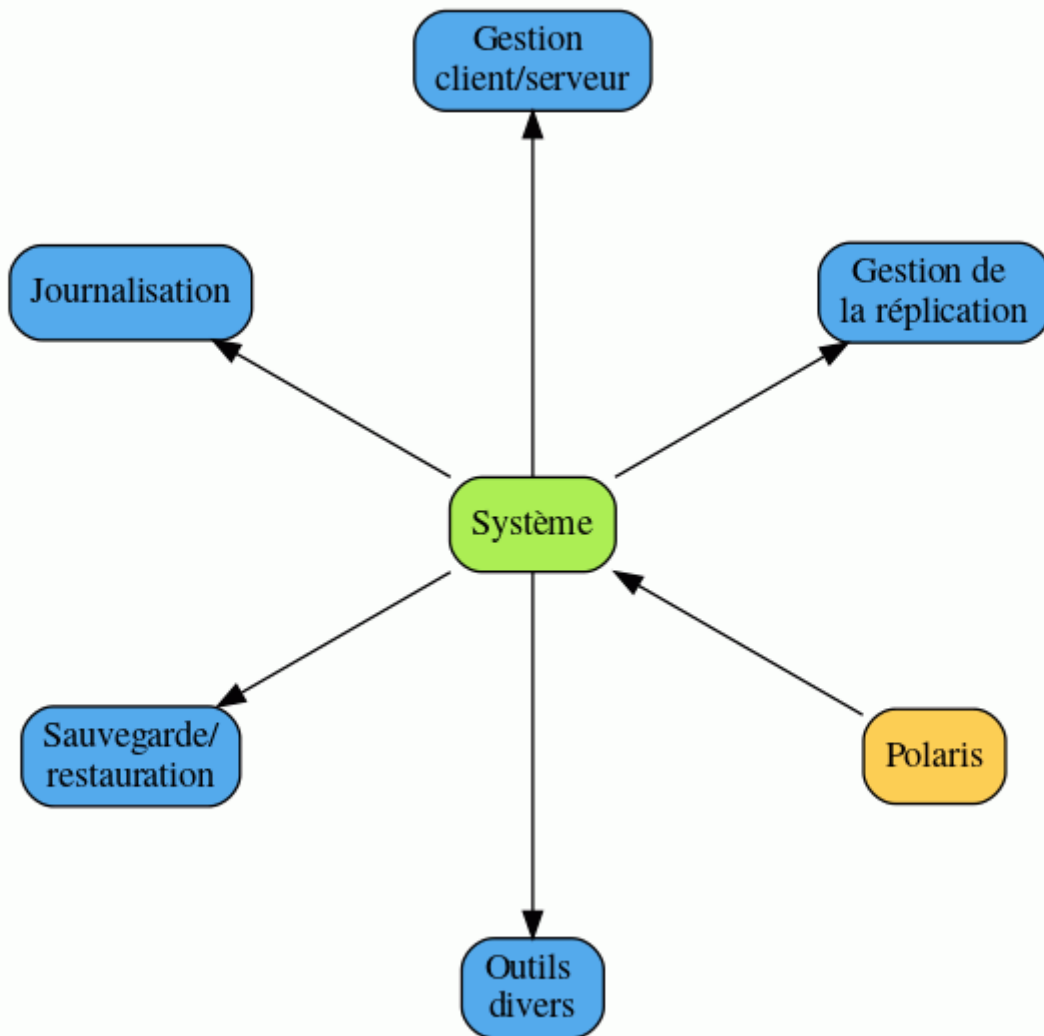 Gestion
client/serveur
Journalisation
Gestion de
la réplication
Système
Sauvegarde/
restauration
Polaris
Outils
divers